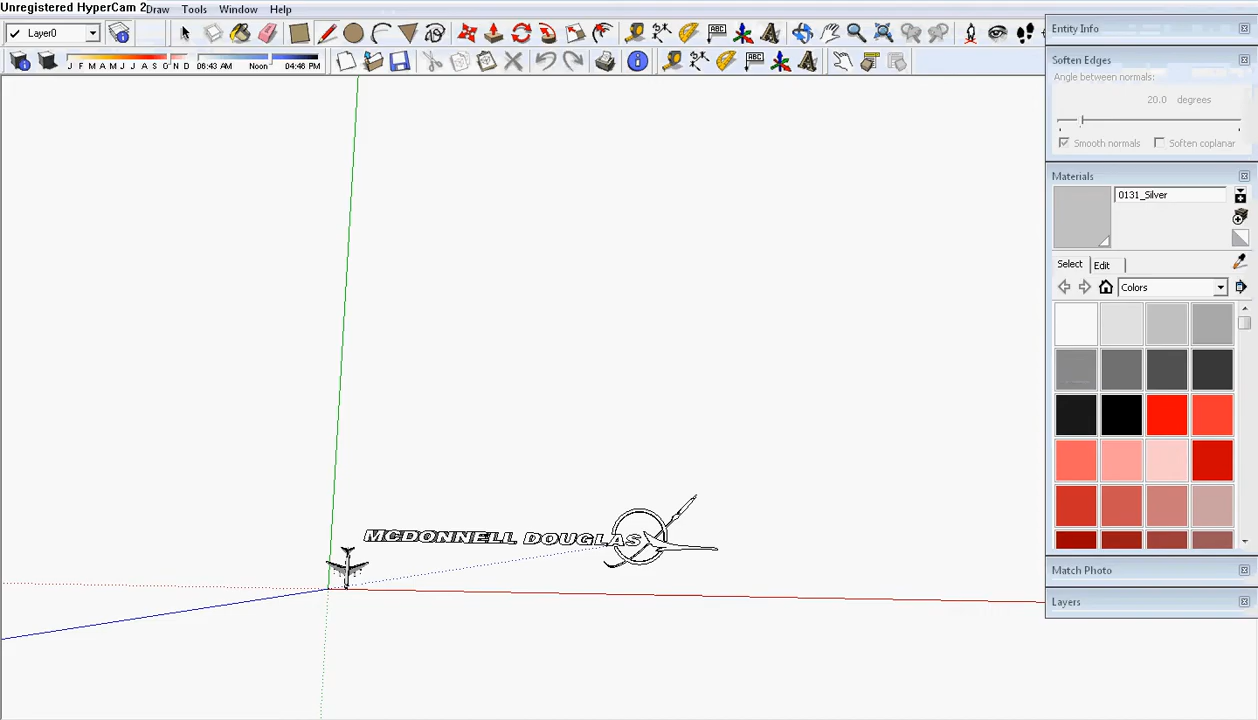 Unregistered HyperCam 2
Draw Tools Window Help
Layer0
ABC
A
J F M A M J J A S O N D 06:43 AM Noon 04:46 PM
ABC
A
MCDONNELL DOUGLAS
Entity Info
Soften Edges
Angle between normals:
20.0 degrees
Smooth normals Soften coplanar
Materials
0131_Silver
Select Edit
Colors
Match Photo
Layers